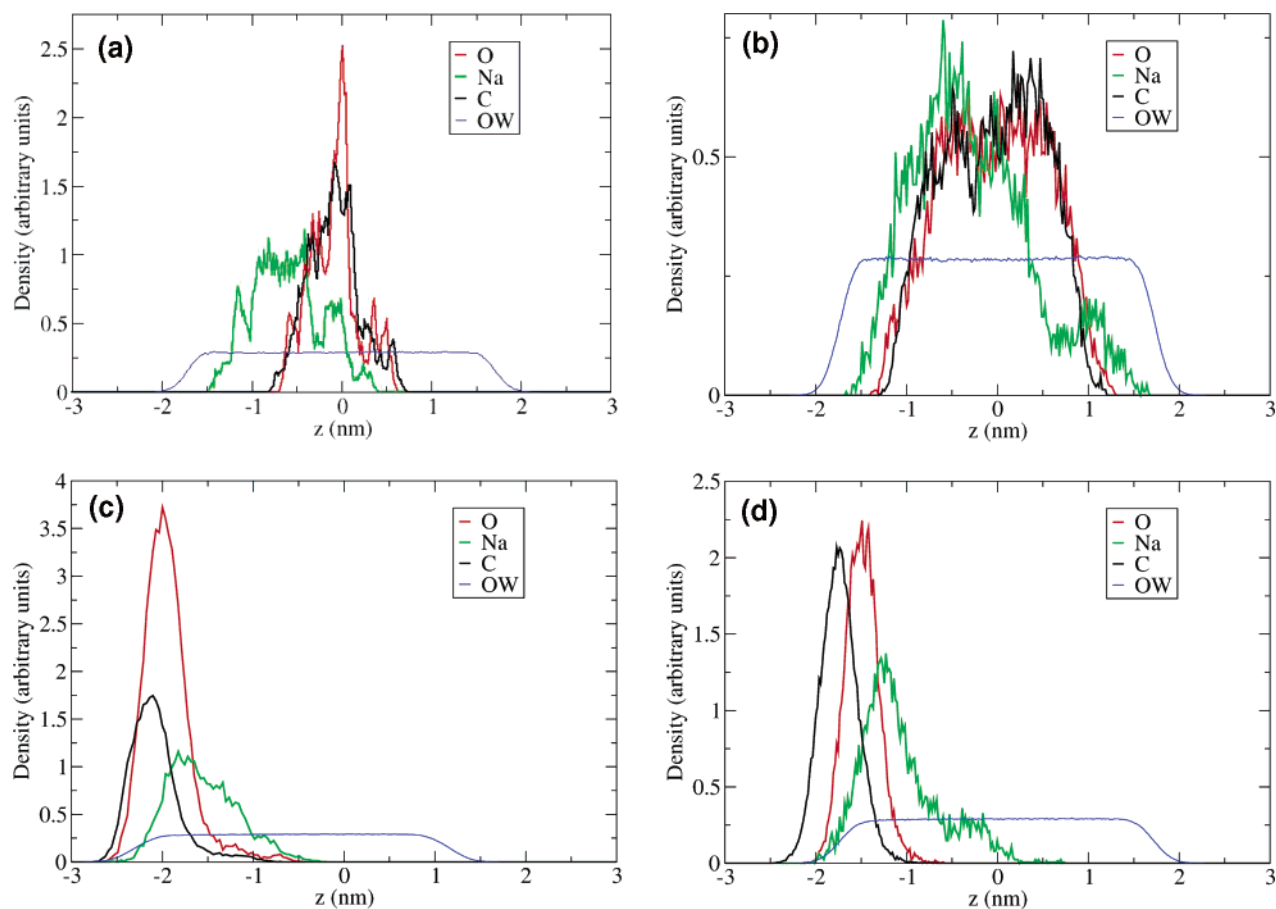 (a)
Density (arbitrary units)
2.5
2
1.5
1
0.5
0
O
Na
C
OW
-3 -2 -1 0 1 2 3
z (nm)
(b)
Density (arbitrary units)
0.5
0
O
Na
C
OW
-3 -2 -1 0 1 2 3
z (nm)
(c)
Density (arbitrary units)
4
3.5
3
2.5
2
1.5
1
0.5
0
O
Na
C
OW
-3 -2 -1 0 1 2 3
z (nm)
(d)
Density (arbitrary units)
2.5
2
1.5
1
0.5
0
O
Na
C
OW
-3 -2 -1 0 1 2 3
z (nm)